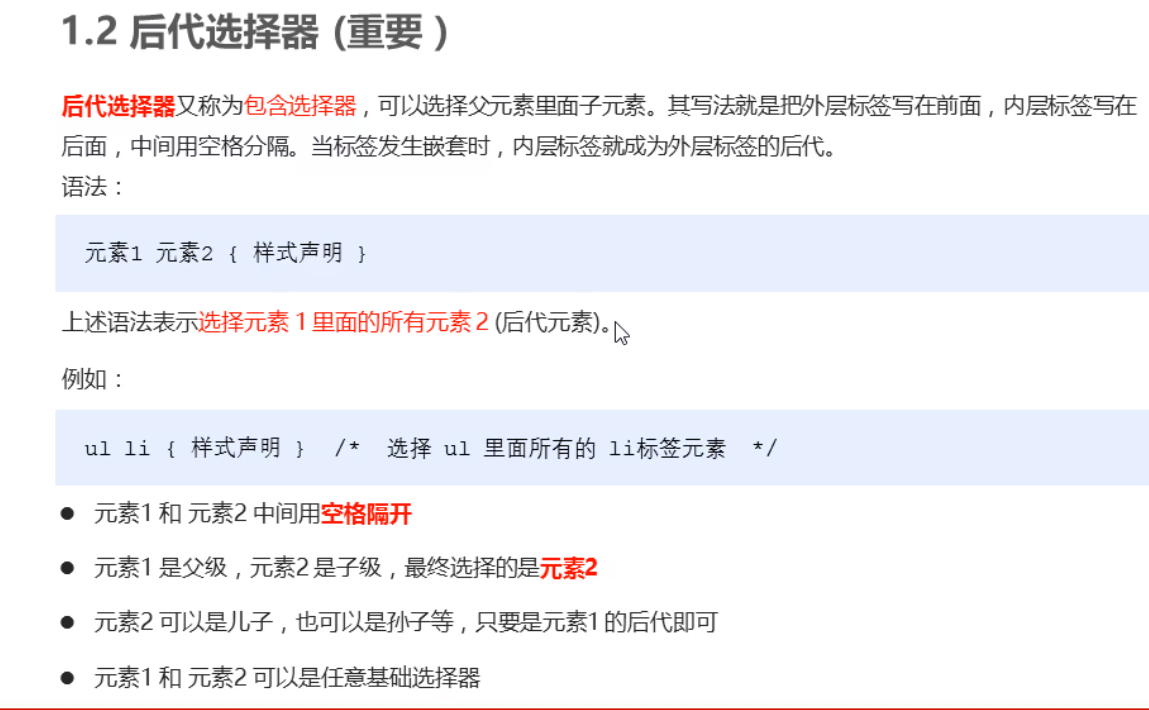 1.2 后代选择器 (重要 )
后代选择器又称为包含选择器，可以选择父元素里面子元素。其写法就是把外层标签写在前面，内层标签写在
后面，中间用空格分隔。当标签发生嵌套时，内层标签就成为外层标签的后代。
语法：
元素1 元素2 { 样式声明 }
上述语法表示选择元素 1 里面的所有元素 2 (后代元素)。
例如：
ul li { 样式声明 } /* 选择 ul 里面所有的 li标签元素 */
● 元素1 和 元素2 中间用空格隔开
● 元素1 是父级，元素2 是子级，最终选择的是元素2
● 元素2 可以是儿子，也可以是孙子等，只要是元素1 的后代即可
● 元素1 和 元素2 可以是任意基础选择器